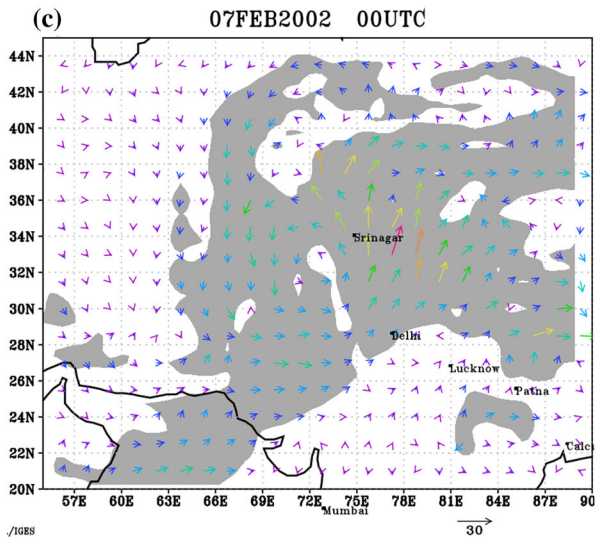 (c) 07FEB2002 00UTC
44N
42N
40N
38N
36N
34N
32N
30N
28N
26N
24N
22N
20N
Srinagar
Delhi
Lucknow
Patna
Calcu
57E 60E 63E 66E 69E 72E 75E 78E 81E 84E 87E 90
Mumbai
./IGES
30